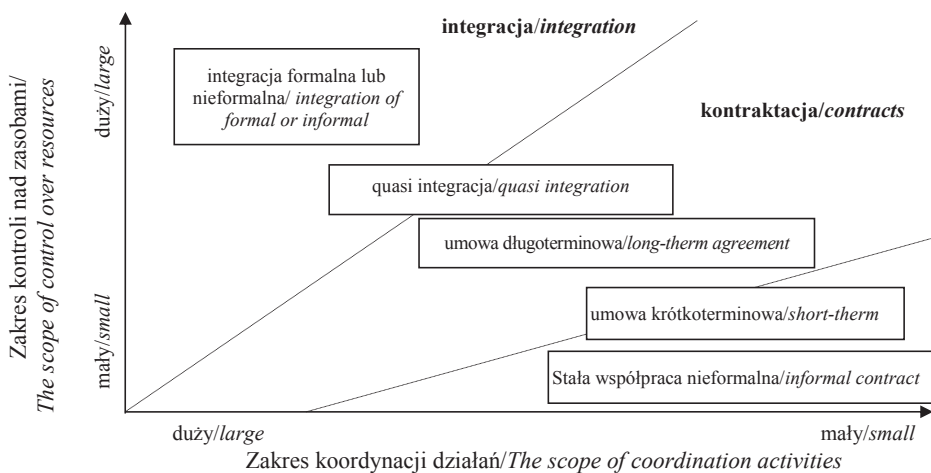 integracja/integration
integracja formalna lub
nieformalna/ integration of
formal or informal
kontraktacja/contracts
quasi integracja/quasi integration
umowa długoterminowa/long-therm agreement
umowa krótkoterminowa/short-therm
Stała współpraca nieformalna/informal contract
Zakres kontroli nad zasobami/
The scope of control over resources
duży/large
mały/small
duży/large
mały/small
Zakres koordynacji działań/The scope of coordination activities